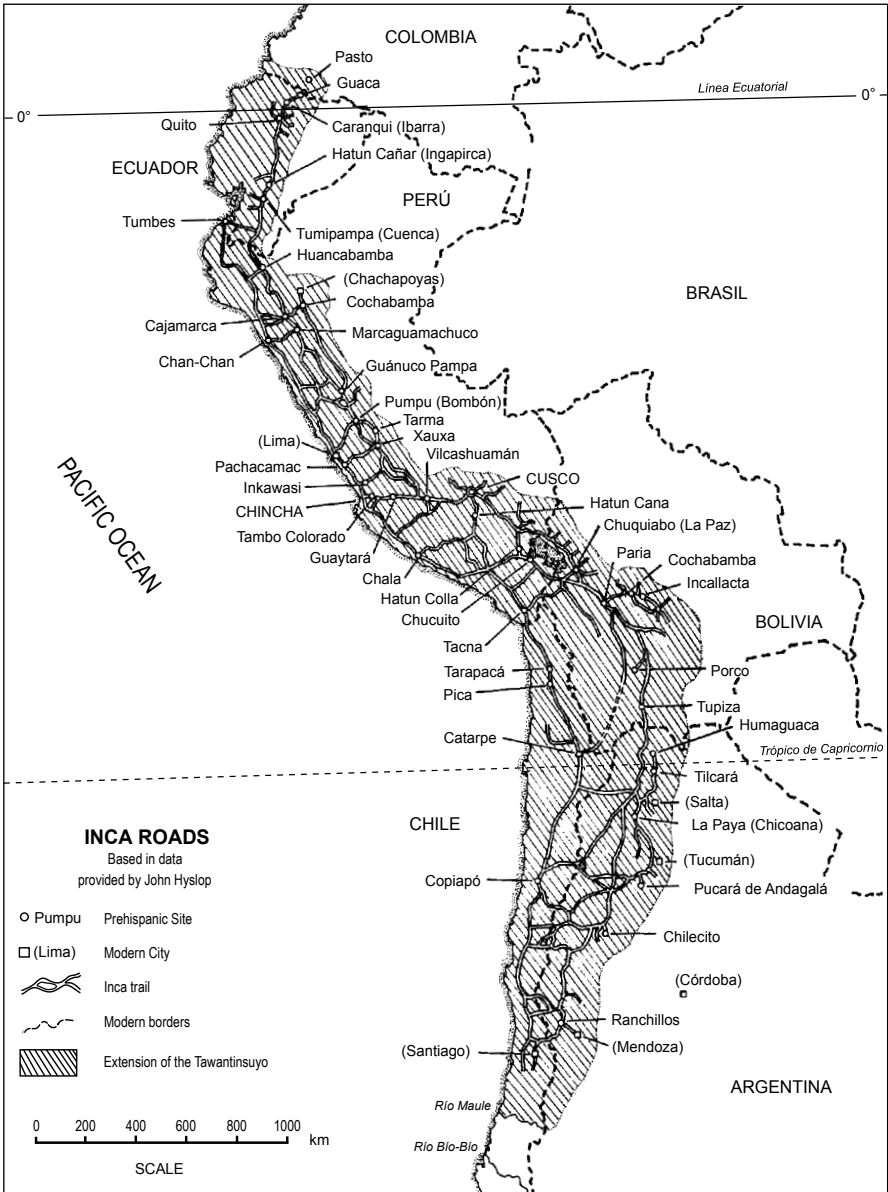 COLOMBIA
Pasto
Guaca
Línea Ecuatorial
0°
0°
Quito
Caranqui (Ibarra)
Hatun Cañar (Ingapirca)
ECUADOR
PERÚ
Tumbes
Tumipampa (Cuenca)
Huancabamba
(Chachapoyas)
Cochabamba
BRASIL
Cajamarca
Marcaguamachuco
Chan-Chan
Guánuco Pampa
Pumpu (Bombón)
Tarma
(Lima)
Xauxa
Vilcashuamán
Pachacamac
CUSCO
Inkawasi
Hatun Cana
CHINCHA
Chuquiabo (La Paz)
Tambo Colorado
Paria
Guaytará
Cochabamba
Chala
Incallacta
Hatun Colla
Chucuito
BOLIVIA
Tacna
PACIFIC OCEAN
Tarapacá
Porco
Pica
Tupiza
Humaguaca
Catarpe
Trópico de Capricornio
Tilcará
(Salta)
CHILE
La Paya (Chicoana)
(Tucumán)
Copiapó
Pucará de Andagalá
Chilecito
(Córdoba)
Ranchillos
(Santiago)
(Mendoza)
ARGENTINA
Río Maule
Río Bío-Bío
INCA ROADS
Based in data
provided by John Hyslop
Pumpu Prehispanic Site
(Lima) Modern City
Inca trail
Modern borders
Extension of the Tawantinsuyo
0 200 400 600 800 1000 km
SCALE